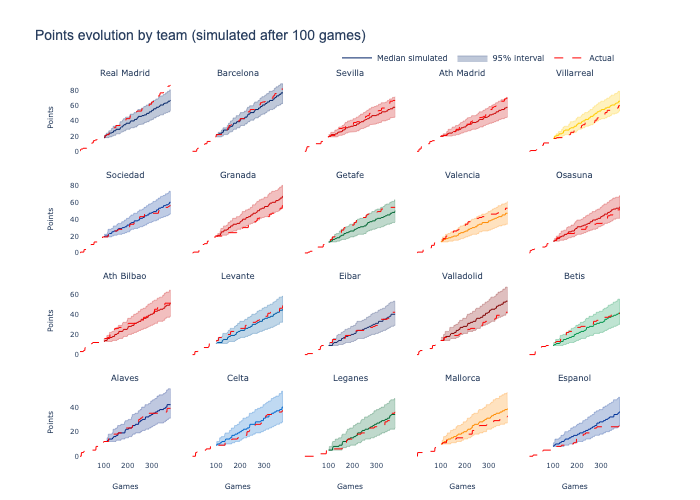 Points evolution by team (simulated after 100 games)
Median simulated 95% interval Actual
Real Madrid Barcelona Sevilla Ath Madrid Villarreal
80
60
40
20
0
Points
Sociedad Granada Getafe Valencia Osasuna
80
60
40
20
0
Points
Ath Bilbao Levante Eibar Valladolid Betis
60
40
20
0
Points
Alaves Celta Leganes Mallorca Espanol
40
20
0
Points
100 200 300 100 200 300 100 200 300 100 200 300 100 200 300
Games Games Games Games Games